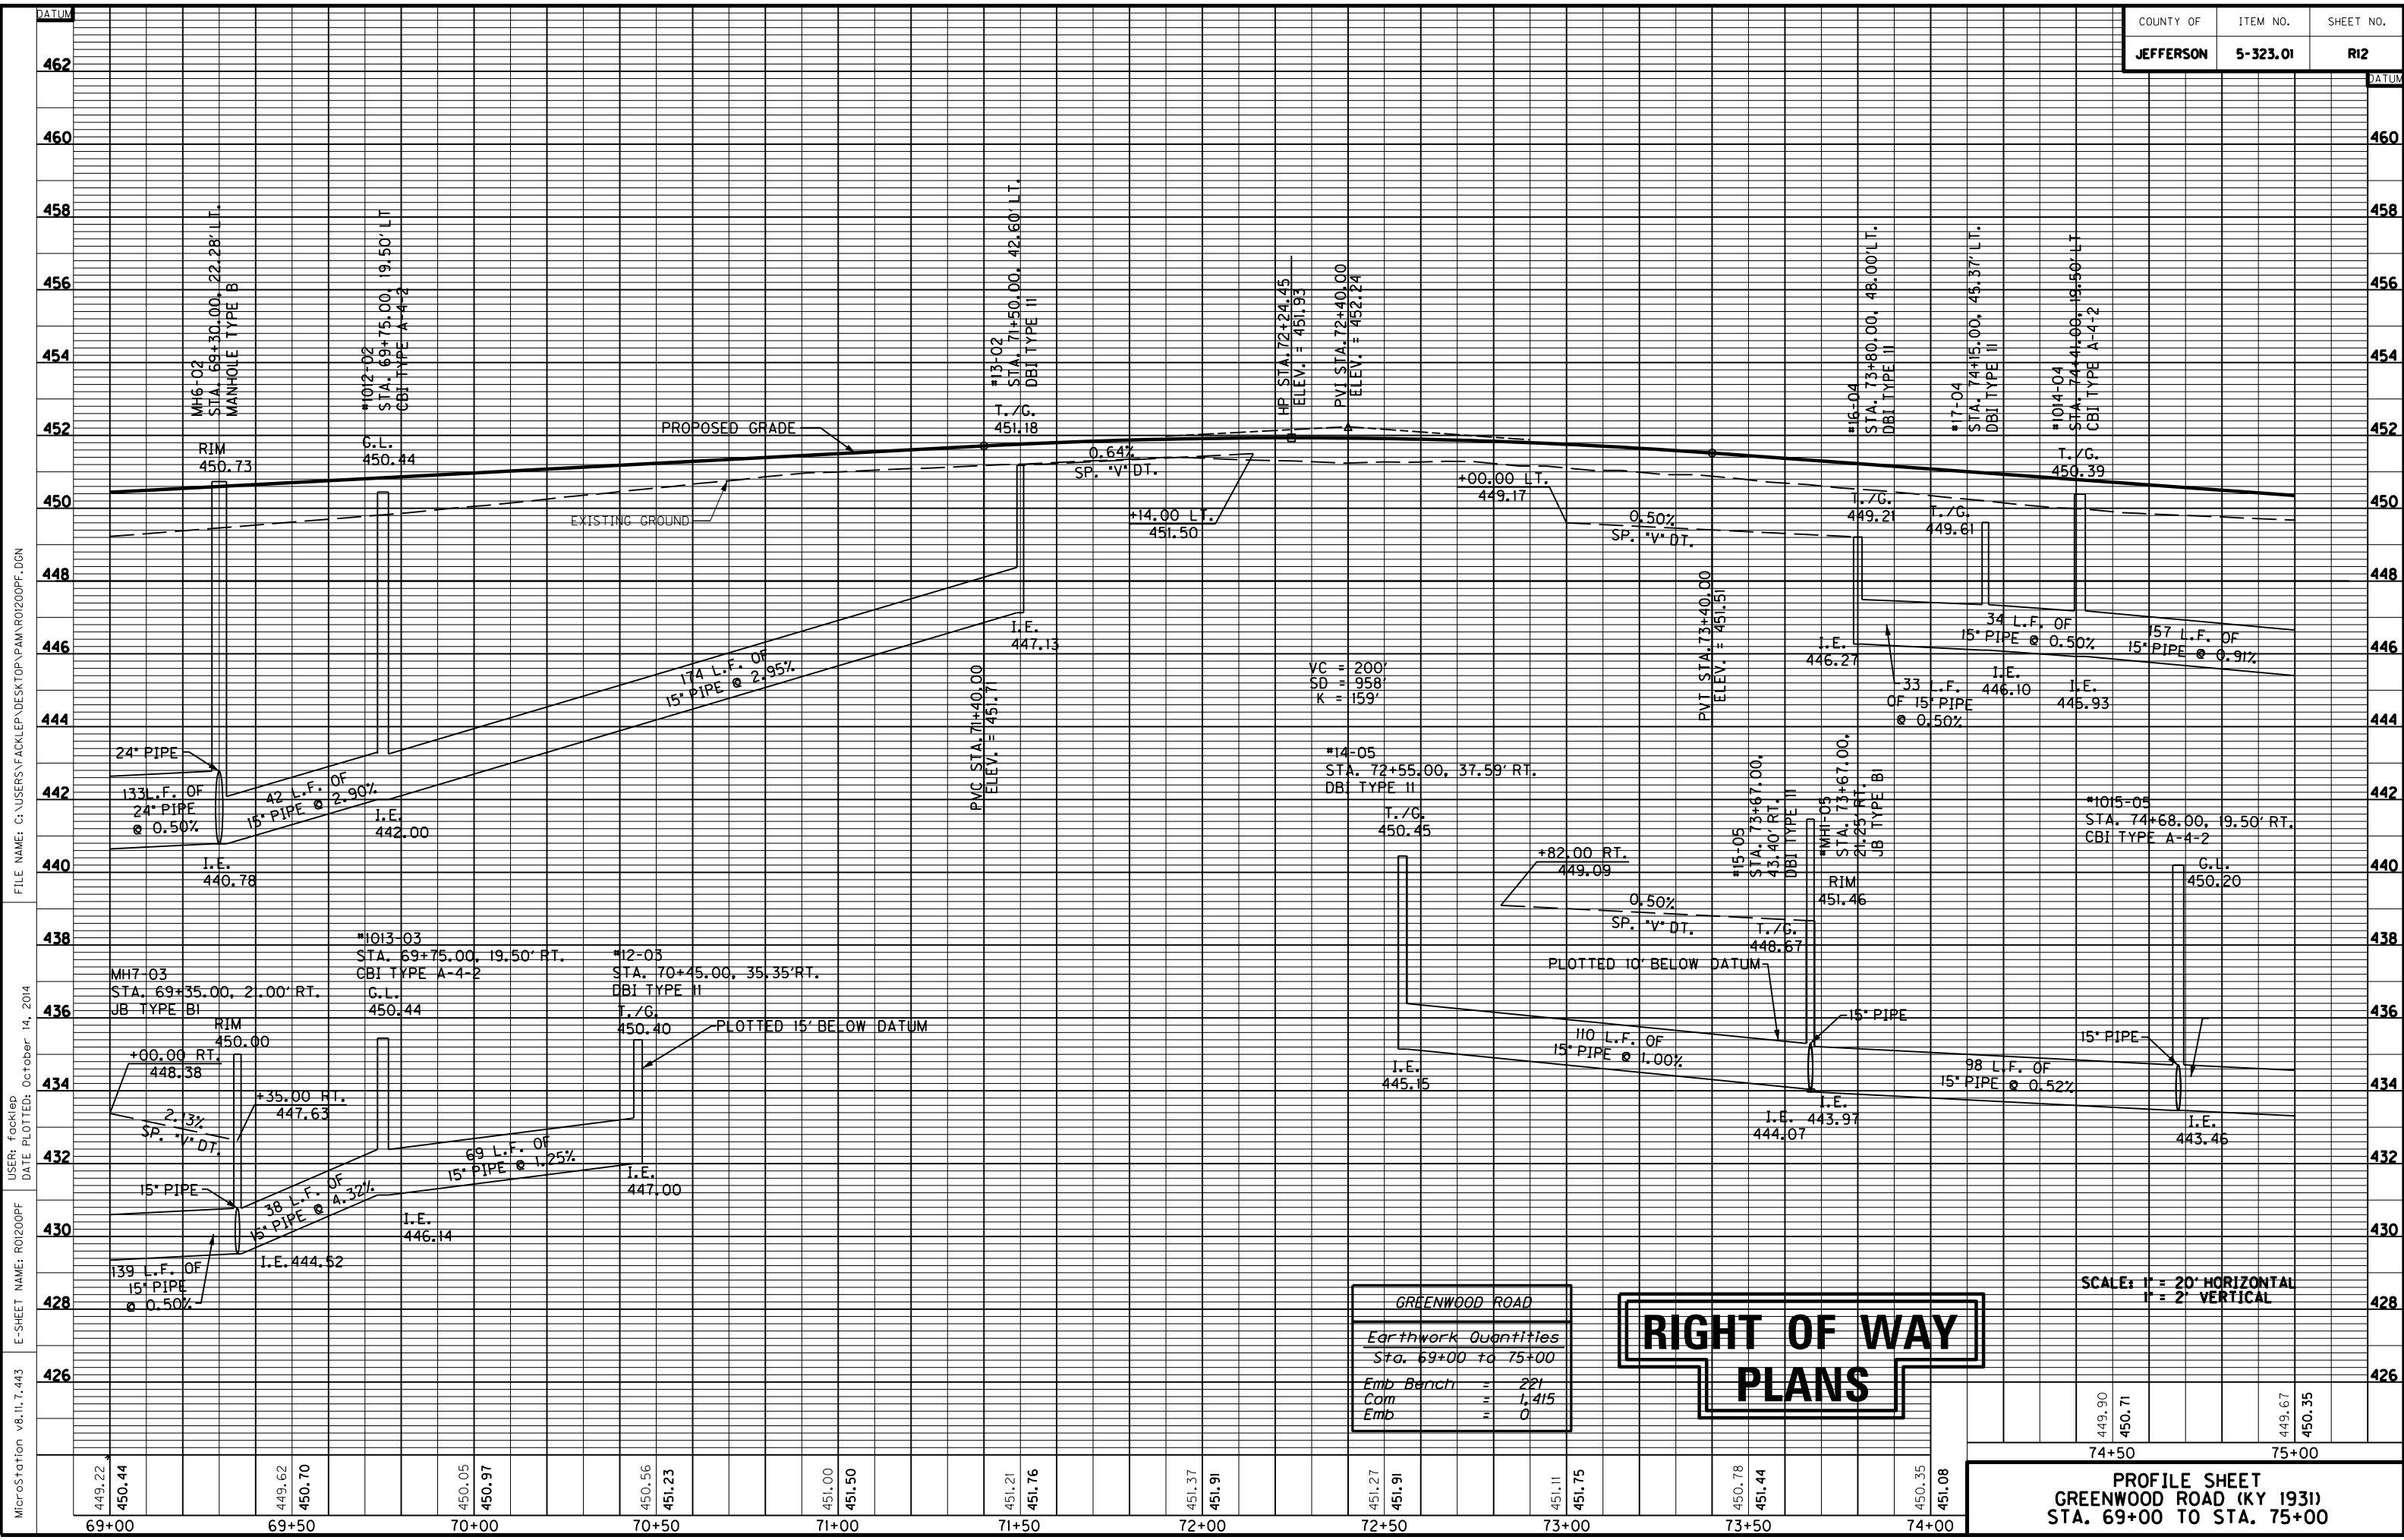 DATUM
COUNTY OF ITEM NO. SHEET NO.
JEFFERSON 5-323.01 R12
DATUM
462
460 460
458 458
456 456
454 454
452 452
450 450
448 448
446 446
444 444
442 442
440 440
438 438
436 436
434 434
432 432
430 430
428 428
426 426
MH6-02
STA. 69+30.00, 22.28' LT.
MANHOLE TYPE B
RIM
450.73
#1012-02
STA. 69+75.00, 19.50' LT
CBI TYPE A-4-2
G.L.
450.44
PROPOSED GRADE
EXISTING GROUND
#13-02
STA. 71+50.00, 42.60' LT.
DBI TYPE 11
T./G.
451.18
0.64%
SP. "V" DT.
+14.00 LT.
451.50
HP STA.72+24.45
ELEV. = 451.93
PVI STA.72+40.00
ELEV. = 452.24
+00.00 LT.
449.17
0.50%
SP. "V" DT.
#16-04
STA. 73+80.00, 48.00'LT.
DBI TYPE 11
T./G.
449.21
#17-04
STA. 74+15.00, 45.37' LT.
DBI TYPE 11
T./G.
449.61
#1014-04
STA. 74+41.00, 19.50' LT
CBI TYPE A-4-2
T./G.
450.39
I.E.
447.13
174 L.F. OF
15" PIPE @ 2.95%
PVC STA.71+40.00
ELEV. = 451.71
VC = 200'
SD = 958'
K = 159'
PVT STA.73+40.00
ELEV. = 451.51
I.E.
446.27
33 L.F.
OF 15" PIPE
@ 0.50%
34 L.F. OF
15" PIPE @ 0.50%
I.E.
446.10
I.E.
445.93
157 L.F. OF
15" PIPE @ 0.91%
24" PIPE
133L.F. OF
24" PIPE
@ 0.50%
42 L.F. OF
15" PIPE @ 2.90%
I.E.
442.00
I.E.
440.78
#14-05
STA. 72+55.00, 37.59' RT.
DBI TYPE 11
T./G.
450.45
+82.00 RT.
449.09
0.50%
SP. "V" DT.
#15-05
STA. 73+67.00,
43.40' RT.
DBI TYPE 11
T./G.
448.67
#MH1-05
STA. 73+67.00,
21.25' RT.
JB TYPE B1
RIM
451.46
#1015-05
STA. 74+68.00, 19.50' RT.
CBI TYPE A-4-2
G.L.
450.20
PLOTTED 10' BELOW DATUM
15" PIPE
15" PIPE
110 L.F. OF
15" PIPE @ 1.00%
98 L.F. OF
15" PIPE @ 0.52%
I.E.
445.15
I.E.
444.07
I.E.
443.97
I.E.
443.46
MH7-03
STA. 69+35.00, 21.00' RT.
JB TYPE B1
RIM
450.00
#1013-03
STA. 69+75.00, 19.50' RT.
CBI TYPE A-4-2
G.L.
450.44
#12-03
STA. 70+45.00, 35.35'RT.
DBI TYPE 11
T./G.
450.40
PLOTTED 15' BELOW DATUM
+00.00 RT.
448.38
+35.00 RT.
447.63
2.13%
SP. "V" DT.
15" PIPE
38 L.F. OF
15" PIPE @ 4.32%
69 L.F. OF
15" PIPE @ 1.25%
I.E.
447.00
I.E.
446.14
I.E. 444.52
139 L.F. OF
15" PIPE
@ 0.50%
GREENWOOD ROAD
Earthwork Quantities
Sta. 69+00 to 75+00
Emb Bench = 221
Com = 1,415
Emb = 0
RIGHT OF WAY
PLANS
SCALE: 1" = 20' HORIZONTAL
1" = 2' VERTICAL
449.22 450.44
449.62 450.70
450.05 450.97
450.56 451.23
451.00 451.50
451.21 451.76
451.37 451.91
451.27 451.91
451.11 451.75
450.78 451.44
450.35 451.08
449.90 450.71
449.67 450.35
74+50 75+00
69+00 69+50 70+00 70+50 71+00 71+50 72+00 72+50 73+00 73+50 74+00
PROFILE SHEET
GREENWOOD ROAD (KY 1931)
STA. 69+00 TO STA. 75+00
FILE NAME: C:\USERS\FACKLEP\DESKTOP\PAM\R01200PF.DGN
USER: facklep
DATE PLOTTED: October 14, 2014
E-SHEET NAME: R01200PF
MicroStation v8.11.7.443